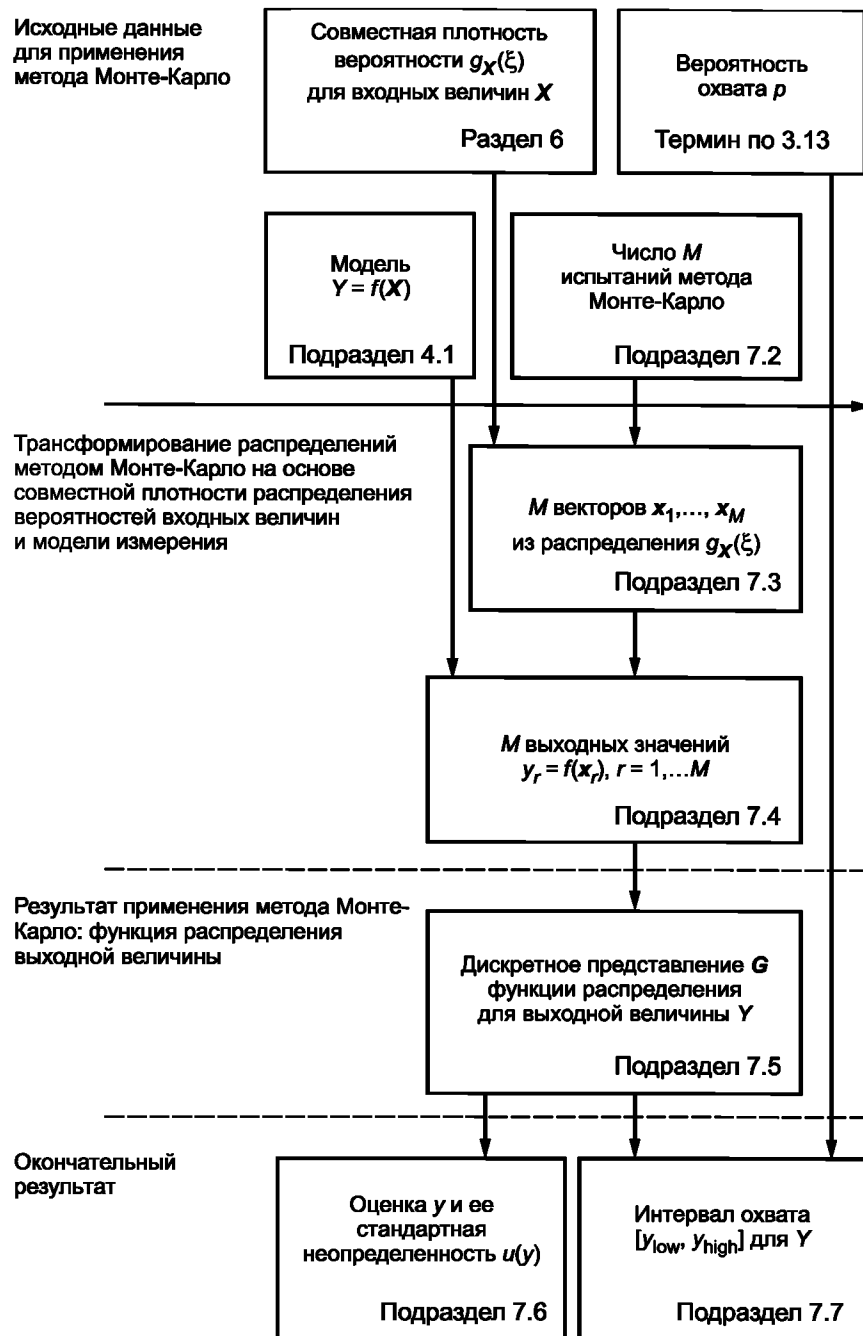 Исходные данные
для применения
метода Монте-Карло
Совместная плотность
вероятности gX(ξ)
для входных величин X
Раздел 6
Вероятность
охвата p
Термин по 3.13
Модель
Y = f(X)
Подраздел 4.1
Число M
испытаний метода
Монте-Карло
Подраздел 7.2
Трансформирование распределений
методом Монте-Карло на основе
совместной плотности распределения
вероятностей входных величин
и модели измерения
M векторов x1,..., xM
из распределения gX(ξ)
Подраздел 7.3
M выходных значений
yr = f(xr), r = 1,...M
Подраздел 7.4
Результат применения метода Монте-
Карло: функция распределения
выходной величины
Дискретное представление G
функции распределения
для выходной величины Y
Подраздел 7.5
Окончательный
результат
Оценка y и ее
стандартная
неопределенность u(y)
Подраздел 7.6
Интервал охвата
[ylow, yhigh] для Y
Подраздел 7.7